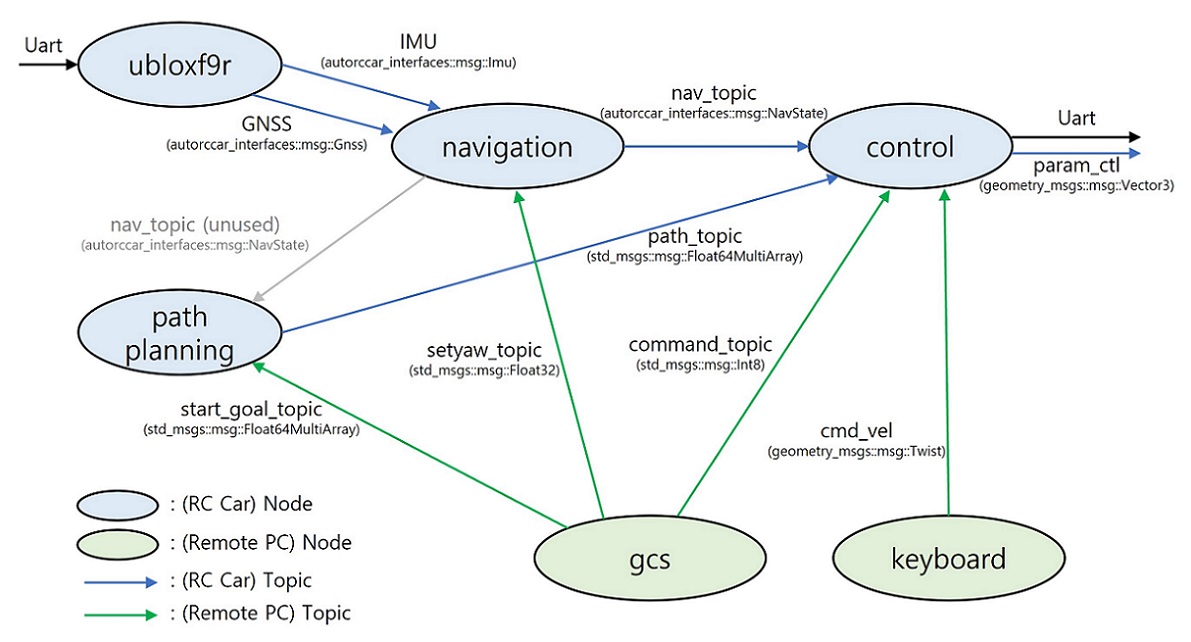 Uart
ubloxf9r
IMU
(autorccar_interfaces::msg::Imu)
GNSS
(autorccar_interfaces::msg::Gnss)
navigation
nav_topic
(autorccar_interfaces::msg::NavState)
control
Uart
param_ctl
(geometry_msgs::msg::Vector3)
nav_topic (unused)
(autorccar_interfaces::msg::NavState)
path_topic
(std_msgs::msg::Float64MultiArray)
path
planning
setyaw_topic
(std_msgs::msg::Float32)
command_topic
(std_msgs::msg::Int8)
start_goal_topic
(std_msgs::msg::Float64MultiArray)
cmd_vel
(geometry_msgs::msg::Twist)
: (RC Car) Node
: (Remote PC) Node
: (RC Car) Topic
: (Remote PC) Topic
gcs
keyboard